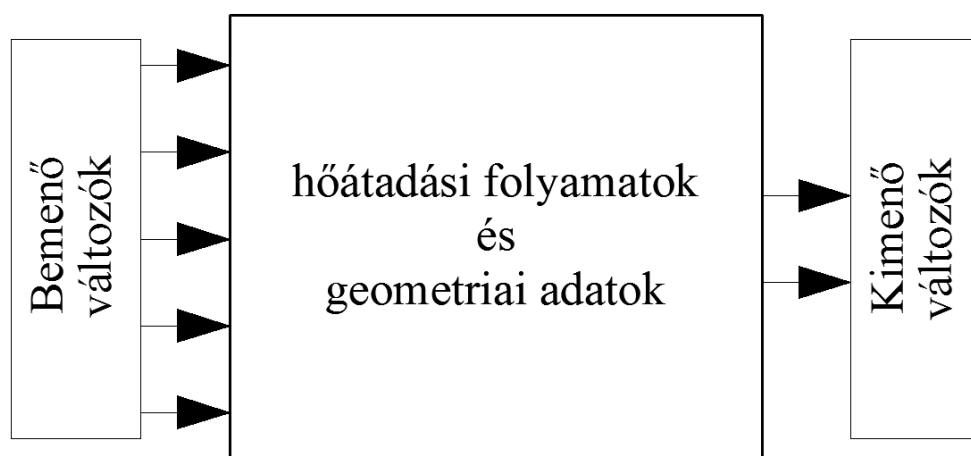 Bemenő
változók
hőátadási folyamatok
és
geometriai adatok
Kimenő
változók